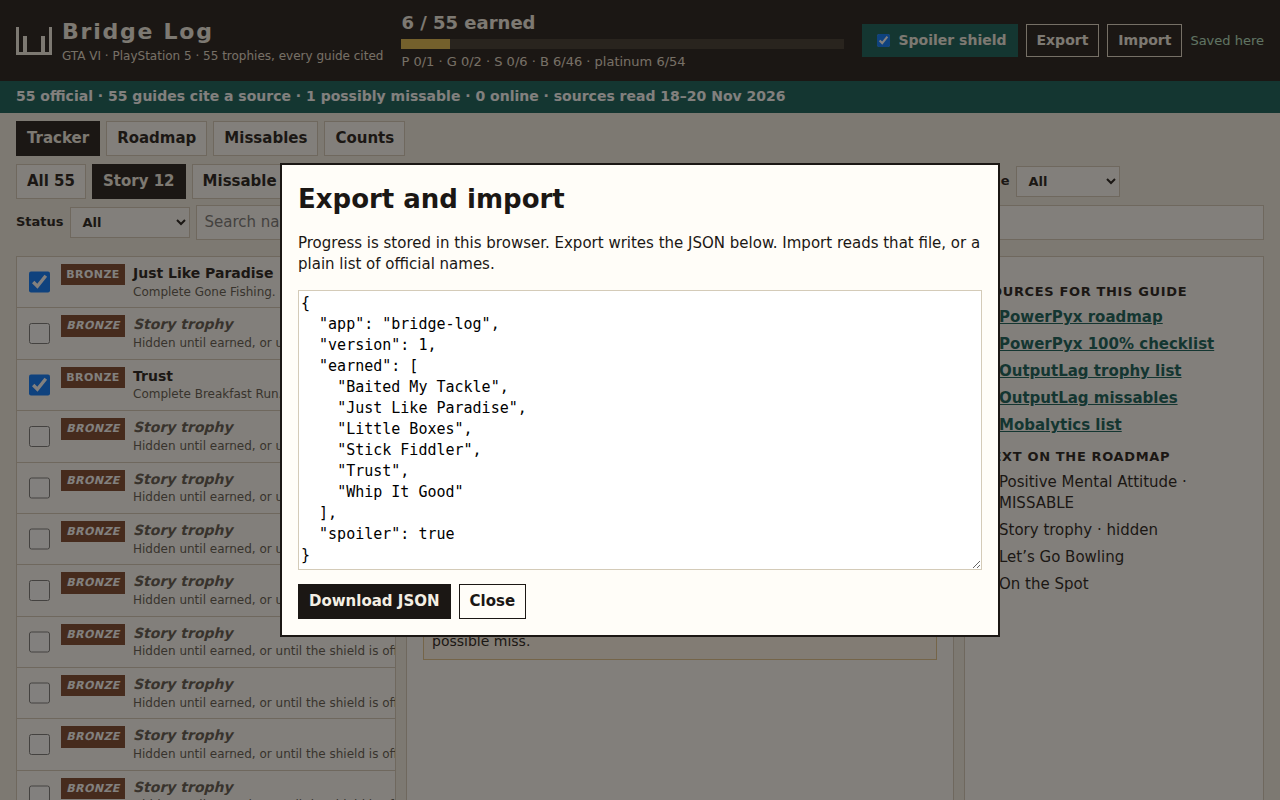 Bridge Log
GTA VI · PlayStation 5 · 55 trophies, every guide cited
6 / 55 earned
P 0/1 · G 0/2 · S 0/6 · B 6/46 · platinum 6/54
Spoiler shield
Export
Import
Saved here
55 official · 55 guides cite a source · 1 possibly missable · 0 online · sources read 18–20 Nov 2026
Tracker
Roadmap
Missables
Counts
All 55
Story 12
Missable
All
Status
All
Search na
BRONZE
Just Like Paradise
Complete Gone Fishing.
BRONZE
Story trophy
Hidden until earned, or u
BRONZE
Trust
Complete Breakfast Run
BRONZE
Story trophy
Hidden until earned, or u
BRONZE
Story trophy
Hidden until earned, or u
BRONZE
Story trophy
Hidden until earned, or u
BRONZE
Story trophy
Hidden until earned, or u
BRONZE
Story trophy
Hidden until earned, or until the shield is off
BRONZE
Story trophy
Hidden until earned, or until the shield is off
BRONZE
Story trophy
Hidden until earned, or until the shield is off
BRONZE
Story trophy
Export and import
Progress is stored in this browser. Export writes the JSON below. Import reads that file, or a
plain list of official names.
{
"app": "bridge-log",
"version": 1,
"earned": [
"Baited My Tackle",
"Just Like Paradise",
"Little Boxes",
"Stick Fiddler",
"Trust",
"Whip It Good"
],
"spoiler": true
}
Download JSON
Close
possible miss.
OURCES FOR THIS GUIDE
PowerPyx roadmap
PowerPyx 100% checklist
OutputLag trophy list
OutputLag missables
Mobalytics list
EXT ON THE ROADMAP
Positive Mental Attitude ·
MISSABLE
Story trophy · hidden
Let’s Go Bowling
On the Spot